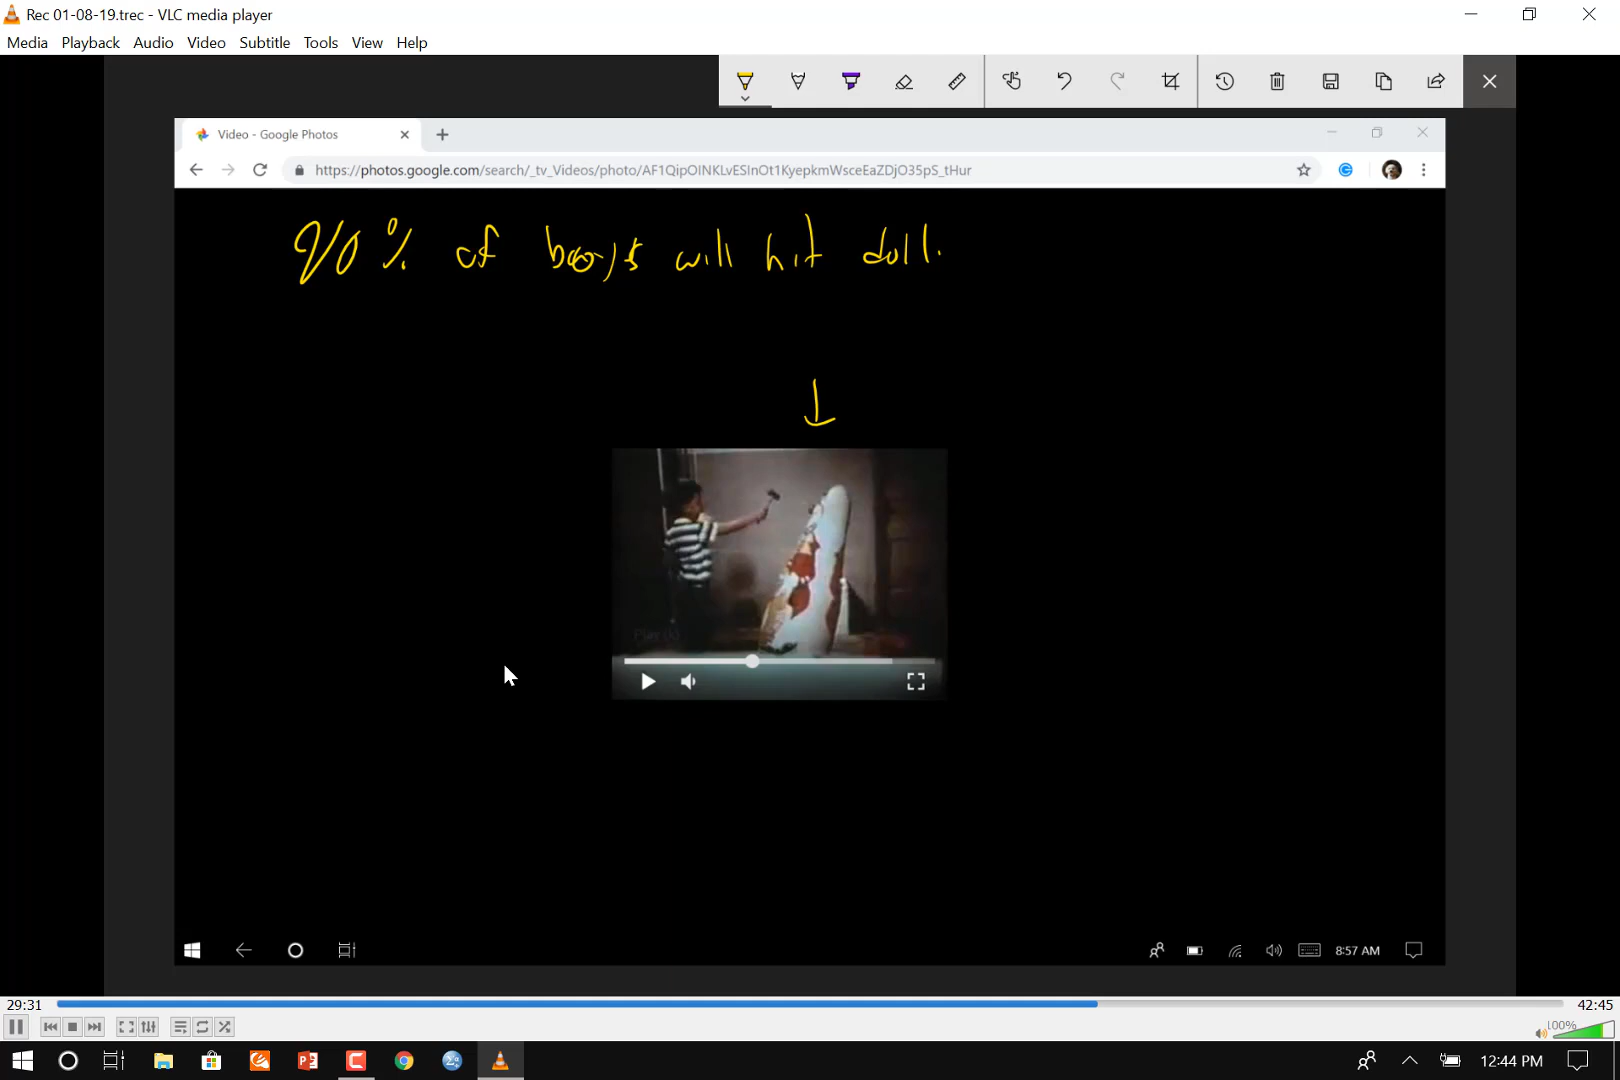 Rec 01-08-19.trec - VLC media player
Media Playback Audio Video Subtitle Tools View Help
Video - Google Photos
https://photos.google.com/search/_tv_Videos/photo/AF1QipOINKLvESInOt1KyepkmWsceEaZDjO35pS_tHur
90% of boys will hit doll.
Play (k)
8:57 AM
29:31
42:45
100%
12:44 PM